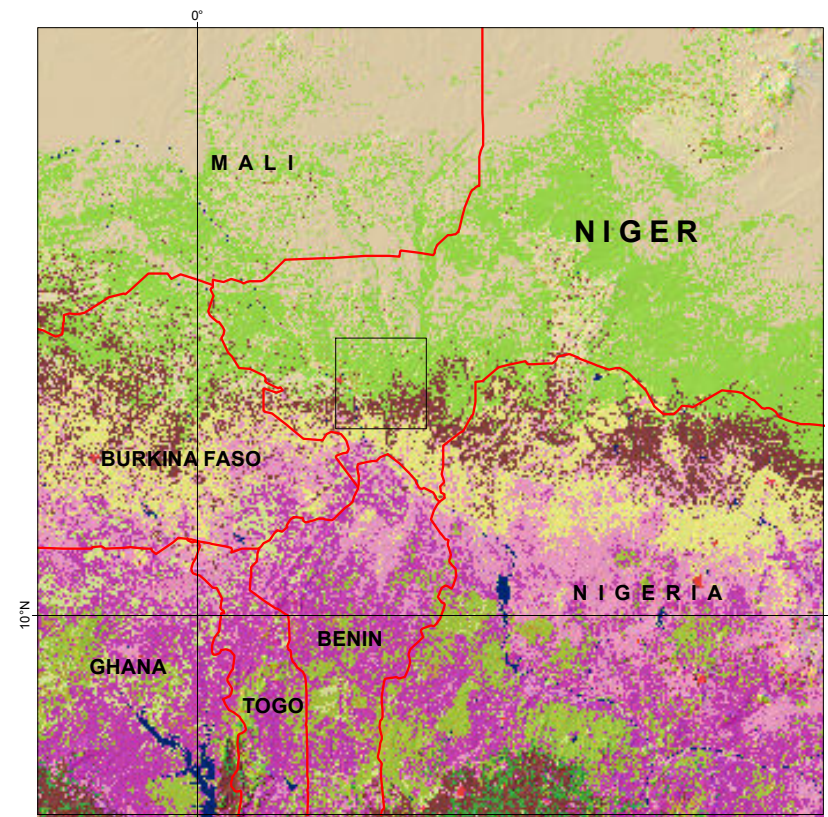 0°
MALI
NIGER
BURKINA FASO
NIGERIA
10°N
BENIN
GHANA
TOGO